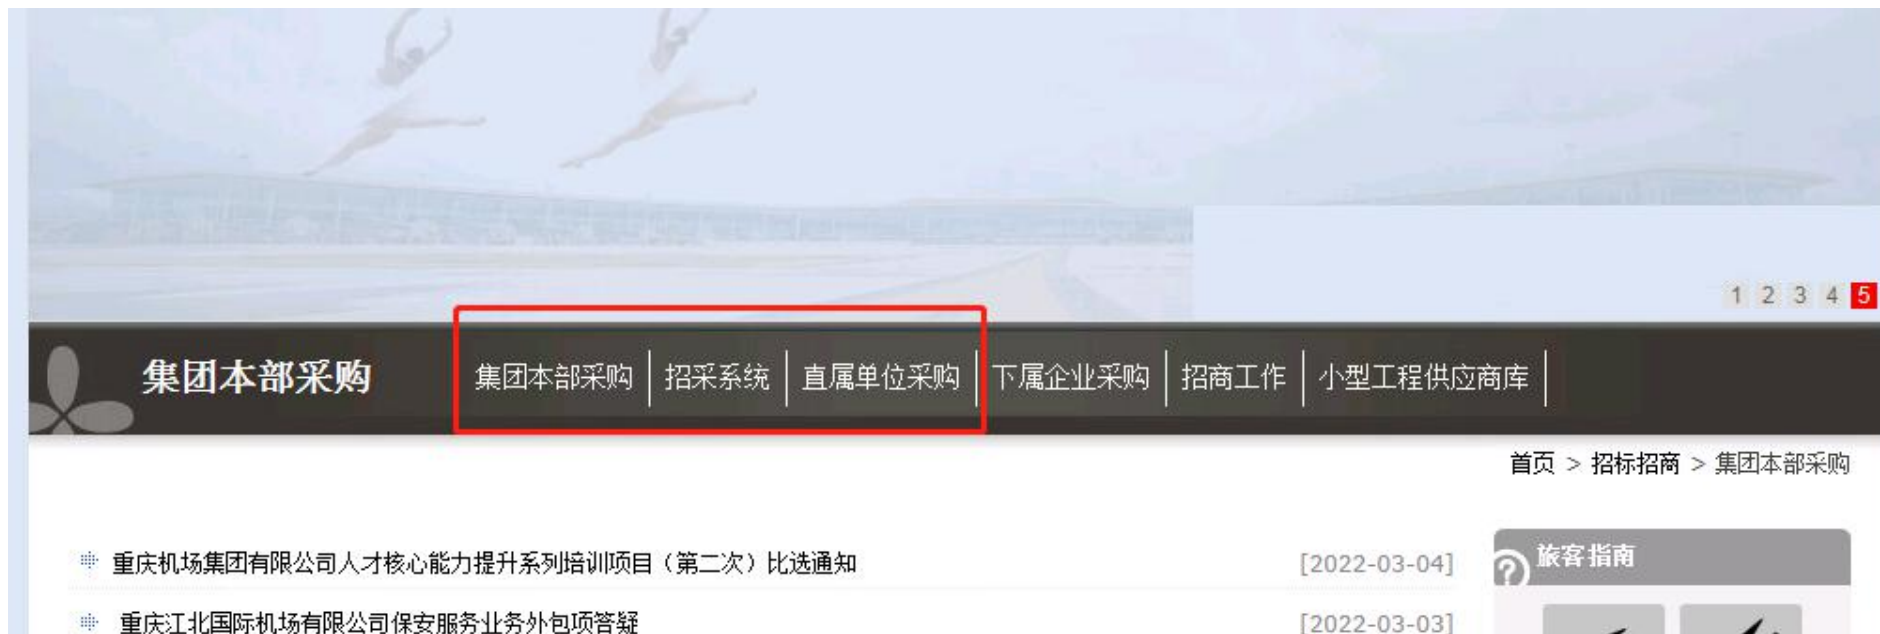 1 2 3 4 5
集团本部采购 集团本部采购 招采系统 直属单位采购 下属企业采购 招商工作 小型工程供应商库
首页 > 招标招商 > 集团本部采购
重庆机场集团有限公司人才核心能力提升系列培训项目（第二次）比选通知 [2022-03-04]
旅客指南
重庆江北国际机场有限公司保安服务业务外包项答疑 [2022-03-03]